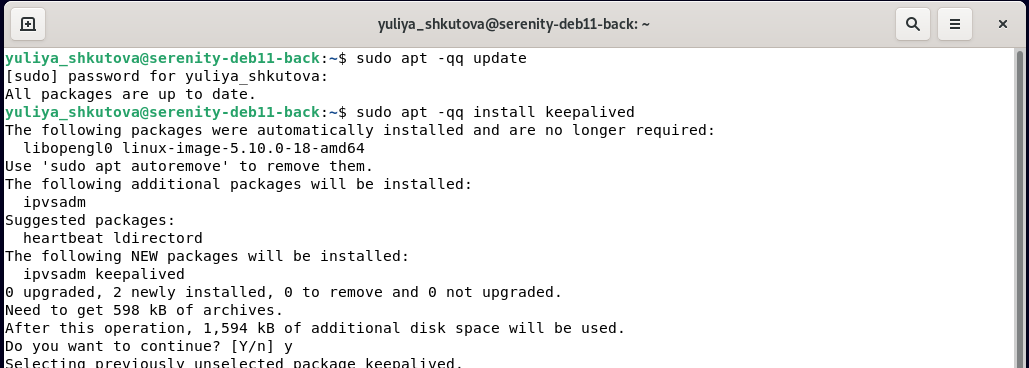 yuliya_shkutova@serenity-deb11-back: ~
yuliya_shkutova@serenity-deb11-back:~$ sudo apt -qq update
[sudo] password for yuliya_shkutova:
All packages are up to date.
yuliya_shkutova@serenity-deb11-back:~$ sudo apt -qq install keepalived
The following packages were automatically installed and are no longer required:
  libopengl0 linux-image-5.10.0-18-amd64
Use 'sudo apt autoremove' to remove them.
The following additional packages will be installed:
  ipvsadm
Suggested packages:
  heartbeat ldirectord
The following NEW packages will be installed:
  ipvsadm keepalived
0 upgraded, 2 newly installed, 0 to remove and 0 not upgraded.
Need to get 598 kB of archives.
After this operation, 1,594 kB of additional disk space will be used.
Do you want to continue? [Y/n] y
Selecting previously unselected package keepalived.